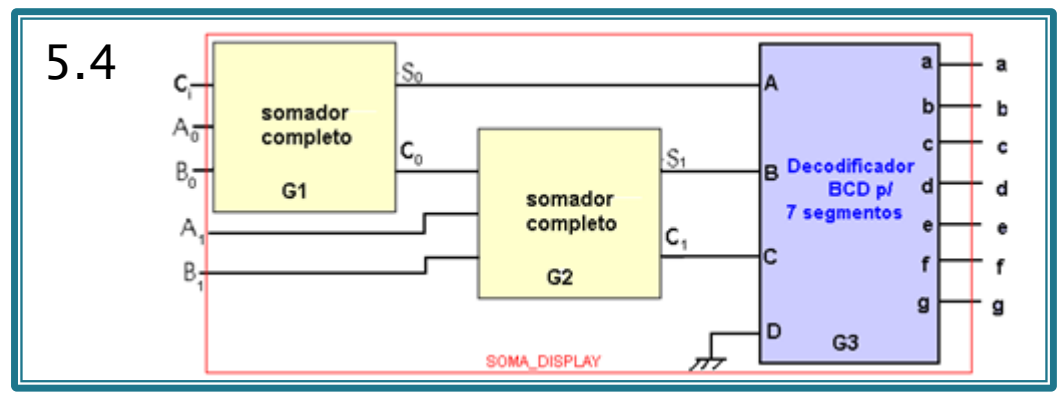 5.4
Ci
A0
B0
A1
B1
somador
completo
G1
S0
C0
somador
completo
G2
S1
C1
A
B
C
D
Decodificador
BCD p/
7 segmentos
G3
a
b
c
d
e
f
g
a
b
c
d
e
f
g
SOMA_DISPLAY